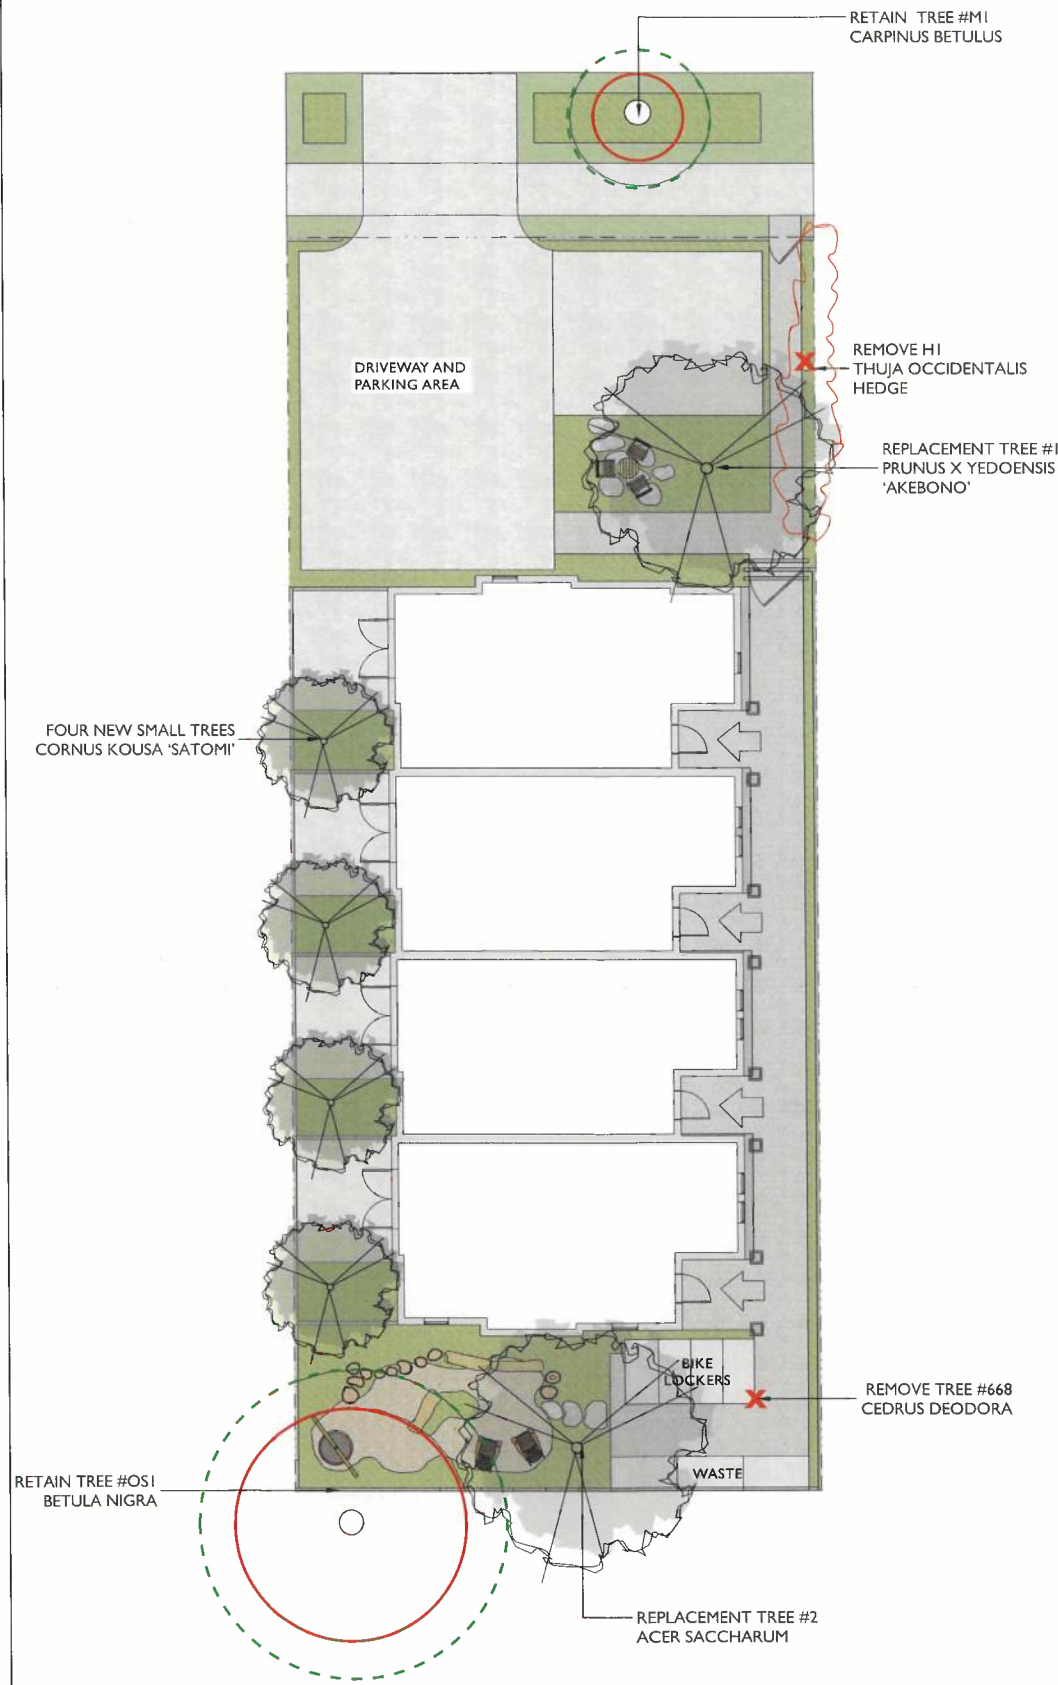 RETAIN TREE #M1
CARPINUS BETULUS
DRIVEWAY AND
PARKING AREA
REMOVE H1
THUJA OCCIDENTALIS
HEDGE
REPLACEMENT TREE #1
PRUNUS X YEDOENSIS
'AKEBONO'
FOUR NEW SMALL TREES
CORNUS KOUSA 'SATOMI'
BIKE
LOCKERS
REMOVE TREE #668
CEDRUS DEODORA
WASTE
RETAIN TREE #OS1
BETULA NIGRA
REPLACEMENT TREE #2
ACER SACCHARUM